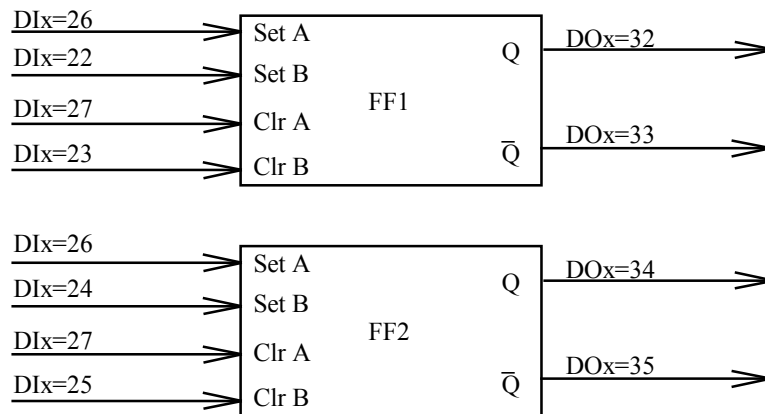 DIx=26
Set A
DIx=22
Set B
DIx=27
Clr A
DIx=23
Clr B
FF1
Q
DOx=32
Q̅
DOx=33
DIx=26
Set A
DIx=24
Set B
DIx=27
Clr A
DIx=25
Clr B
FF2
Q
DOx=34
Q̅
DOx=35